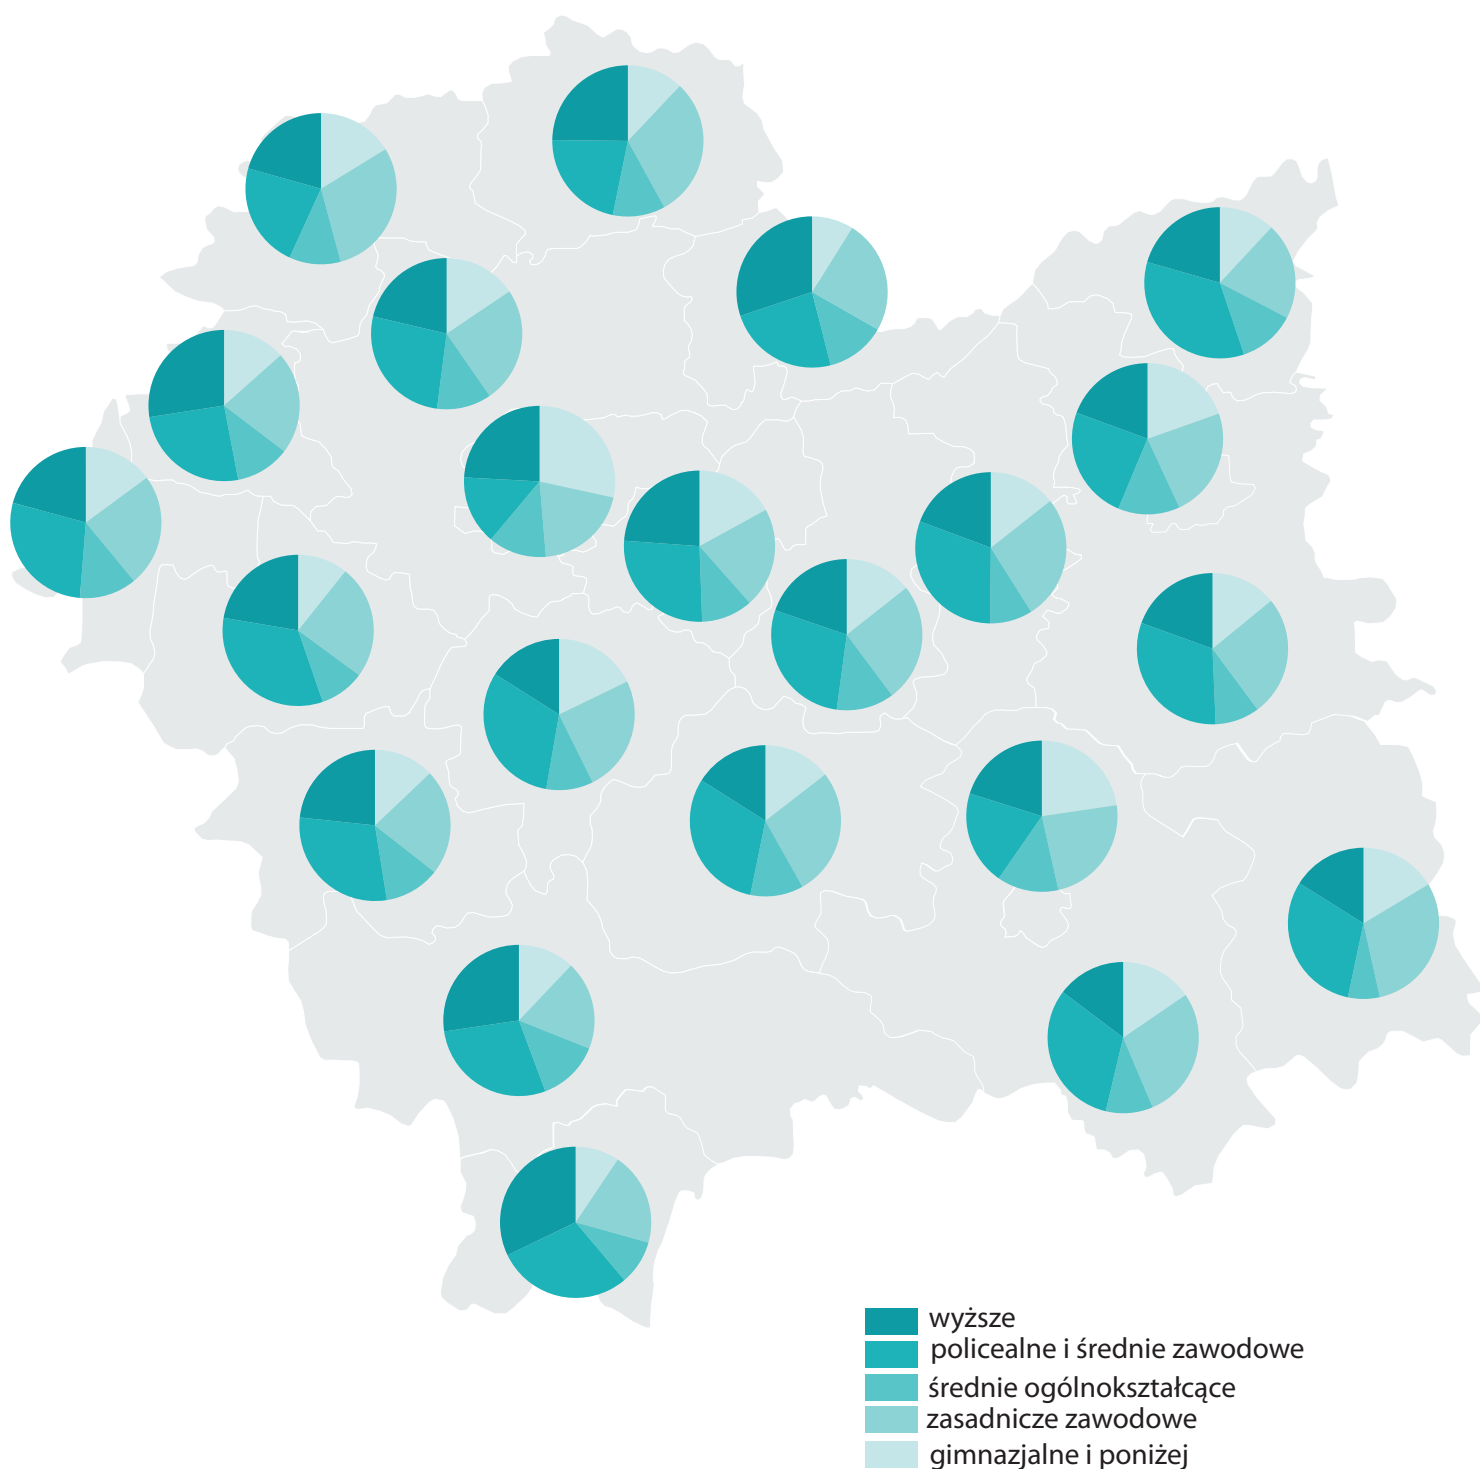 wyższe
policealne i średnie zawodowe
średnie ogólnokształcące
zasadnicze zawodowe
gimnazjalne i poniżej